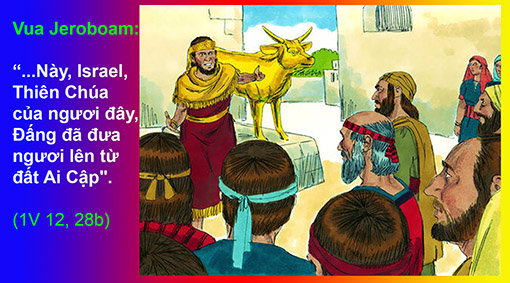 Vua Jeroboam:
“...Này, Israel,
Thiên Chúa
của ngươi đây,
Đấng đã đưa
ngươi lên từ
đất Ai Cập".
(1V 12, 28b)